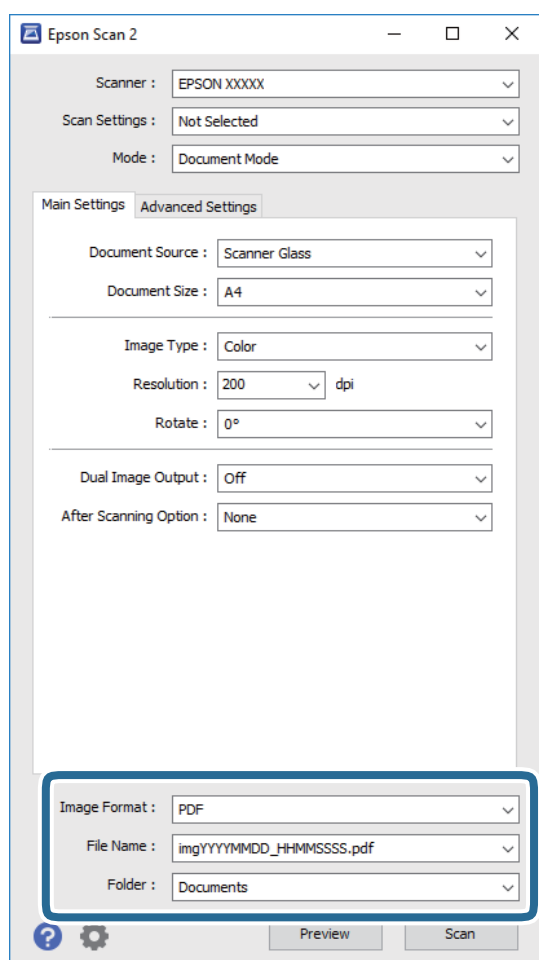 Epson Scan 2
Scanner : EPSON XXXXX
Scan Settings : Not Selected
Mode : Document Mode
Main Settings Advanced Settings
Document Source : Scanner Glass
Document Size : A4
Image Type : Color
Resolution : 200 dpi
Rotate : 0°
Dual Image Output : Off
After Scanning Option : None
Image Format : PDF
File Name : imgYYYYMMDD_HHMMSSSS.pdf
Folder : Documents
? Preview Scan